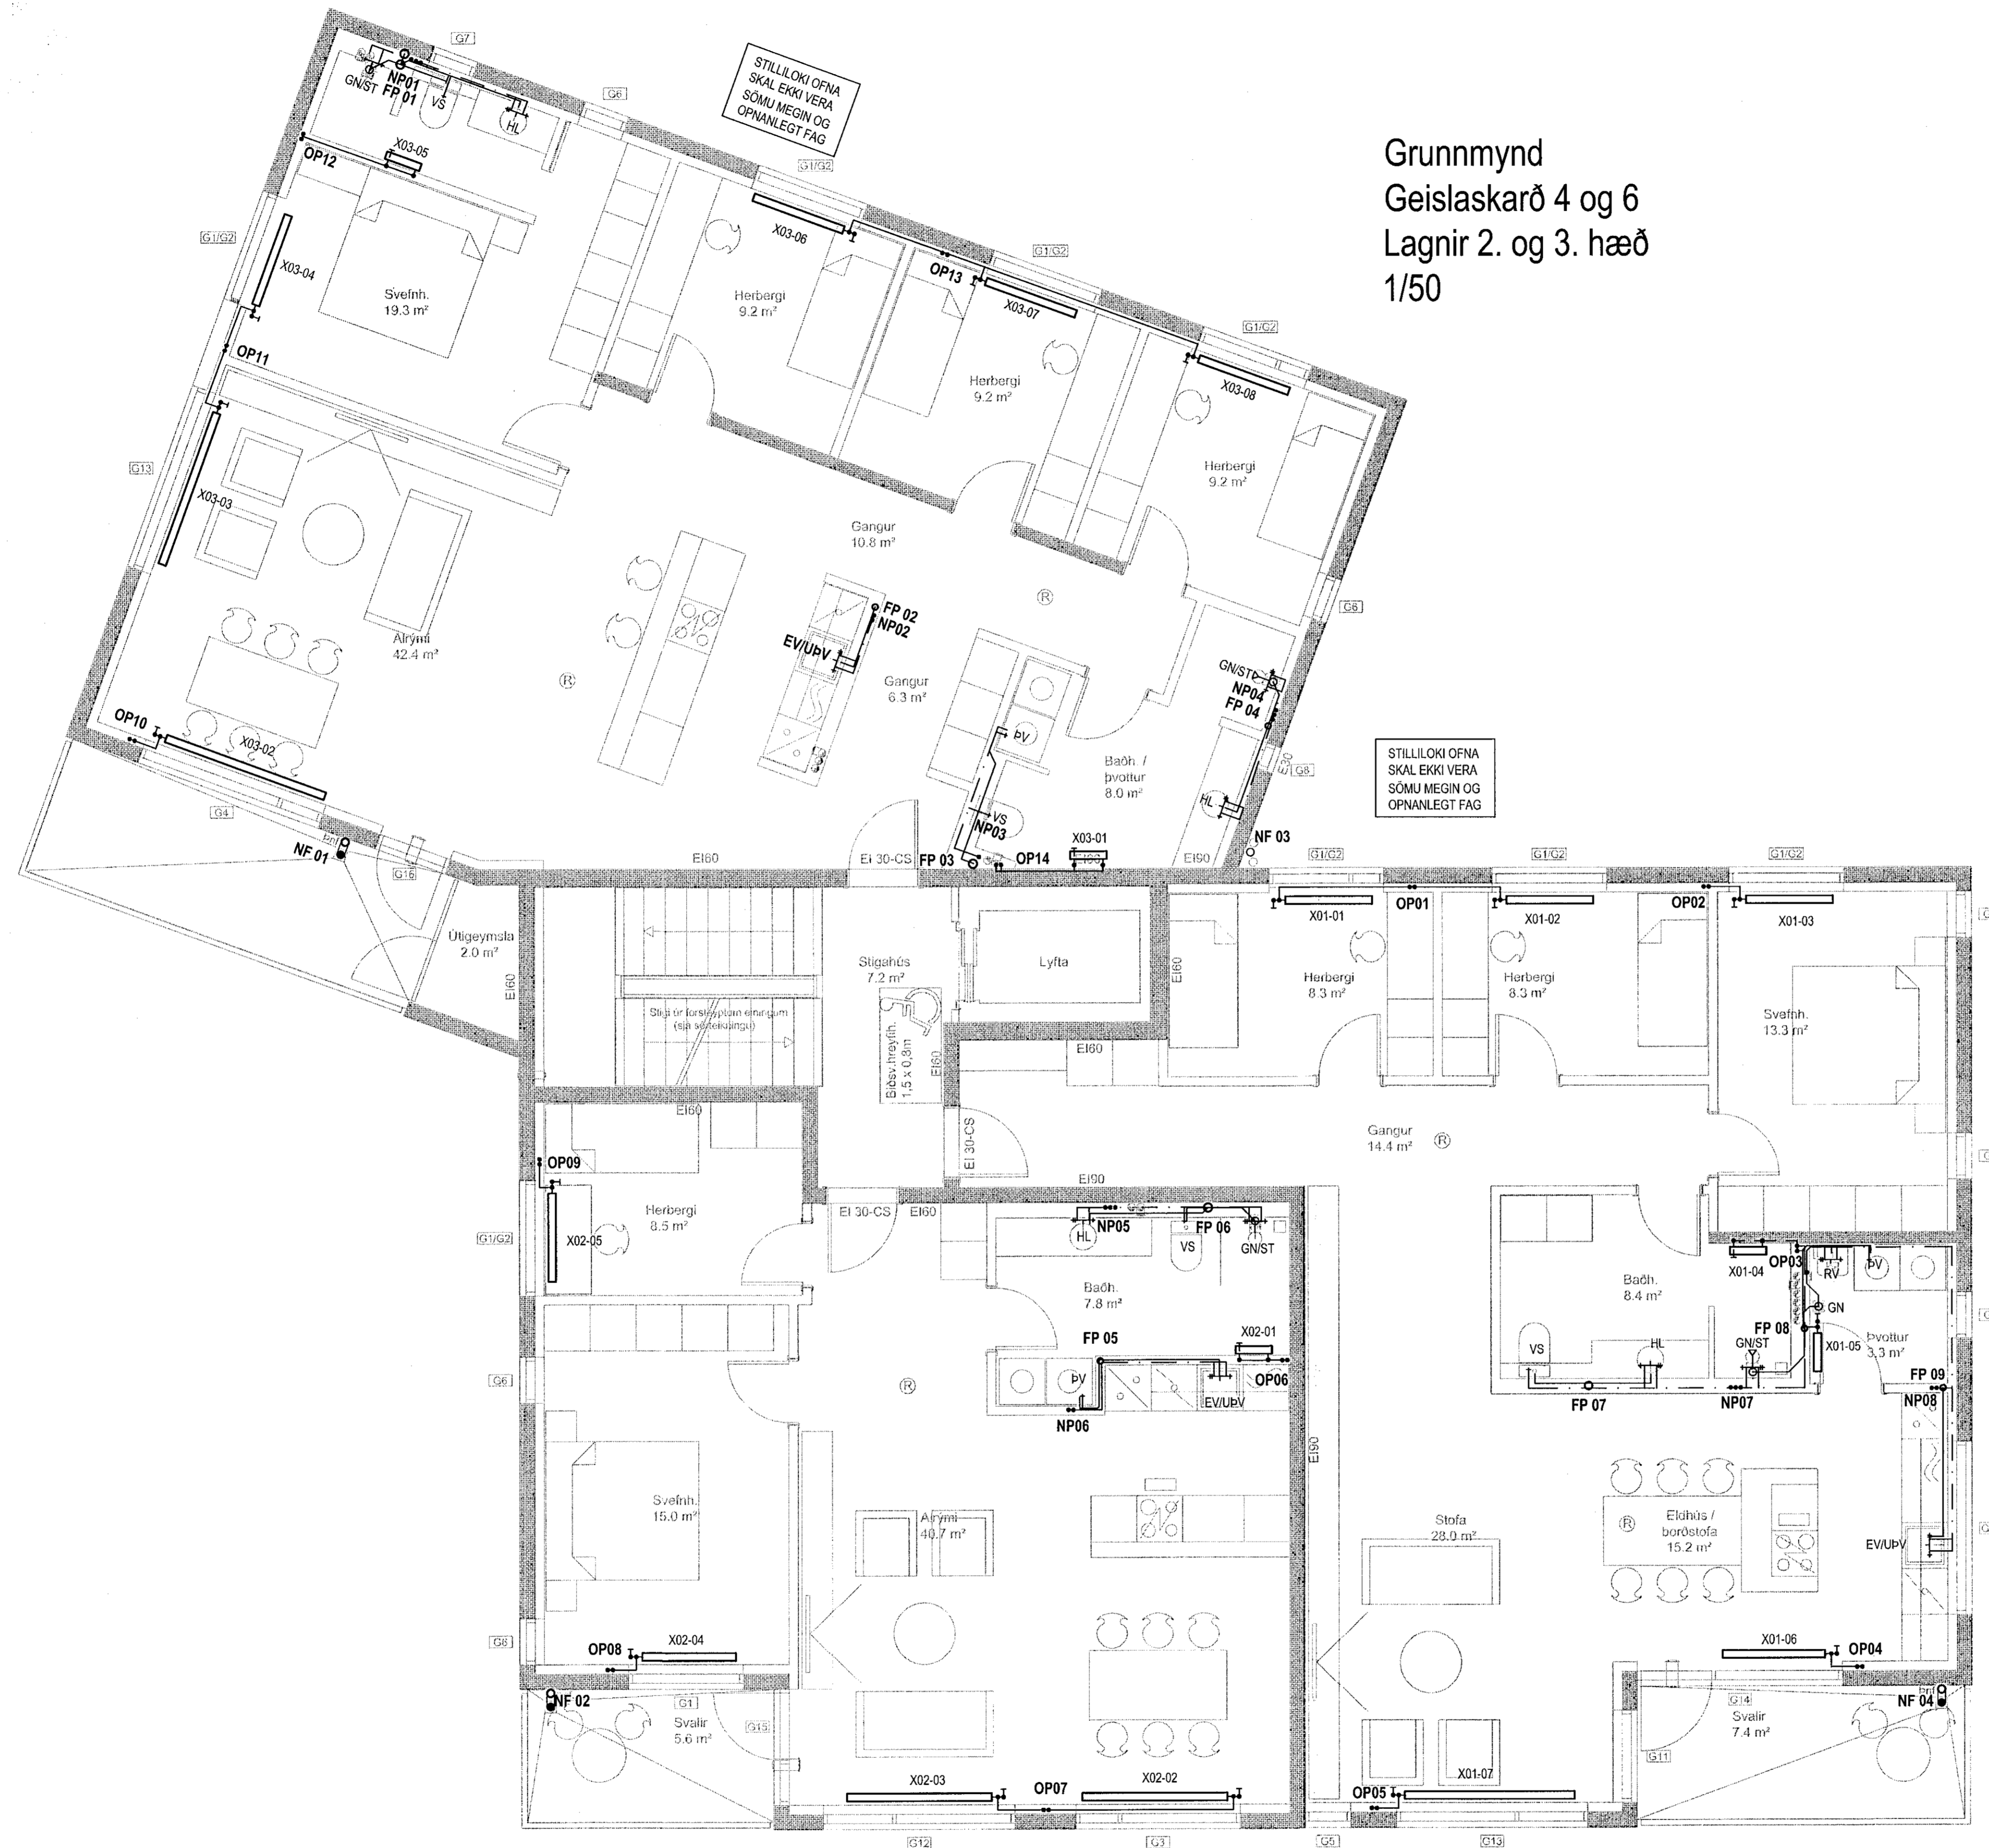 G7
G6
STILLILOKI OFNA
SKAL EKKI VERA
SÖMU MEGIN OG
OPNANLEGT FAG
G1/G2
Grunnmynd
Geislaskarð 4 og 6
Lagnir 2. og 3. hæð
1/50
GN/ST
NP01
FP 01
VS
HL
OP12
X03-05
G1/G2
X03-04
Svefnh.
19.3 m²
X03-06
Herbergi
9.2 m²
OP13
G1/G2
X03-07
Herbergi
9.2 m²
G1/G2
X03-08
Herbergi
9.2 m²
OP11
G13
X03-03
Gangur
10.8 m²
R
G6
FP 02
NP02
EV/UÞV
Alrými
42.4 m²
R
Gangur
6.3 m²
GN/ST
NP04
FP 04
OP10
X03-02
G4
ÞV
Baðh. /
þvottur
8.0 m²
EI30
G8
HL
STILLILOKI OFNA
SKAL EKKI VERA
SÖMU MEGIN OG
OPNANLEGT FAG
VS
NP03
X03-01
NF 03
NF 01
G16
EI60
EI 30-CS
FP 03
OP14
EI90
G1/G2
G1/G2
G1/G2
X01-01
OP01
X01-02
OP02
X01-03
Útigeymsla
2.0 m²
EI60
Stigahús
7.2 m²
Lyfta
EI60
Herbergi
8.3 m²
Herbergi
8.3 m²
Svefnh.
13.3 m²
Stigi úr forsteyptum einingum
(sjá sérteikningu)
Biðsv.hreyfih.
1,5 x 0,8m
EI60
EI60
EI60
EI 30-CS
Gangur
14.4 m²
R
OP09
EI90
Herbergi
8.5 m²
EI 30-CS
EI60
NP05
FP 06
HL
VS
GN/ST
G1/G2
X02-05
Baðh.
7.8 m²
X01-04
OP03
RV
ÞV
Baðh.
8.4 m²
GN
FP 08
Þvottur
3.3 m²
X01-05
FP 05
X02-01
VS
HL
GN/ST
G6
R
ÞV
OP06
EV/UÞV
NP06
FP 07
NP07
FP 09
NP08
EI90
Svefnh.
15.0 m²
Alrými
40.7 m²
Stofa
28.0 m²
R
Eldhús /
borðstofa
15.2 m²
EV/UÞV
G8
OP08
X02-04
X01-06
OP04
NF 02
G1
Svalir
5.6 m²
G15
G14
Svalir
7.4 m²
NF 04
G11
X02-03
OP07
X02-02
OP05
X01-07
G12
G3
G5
G13